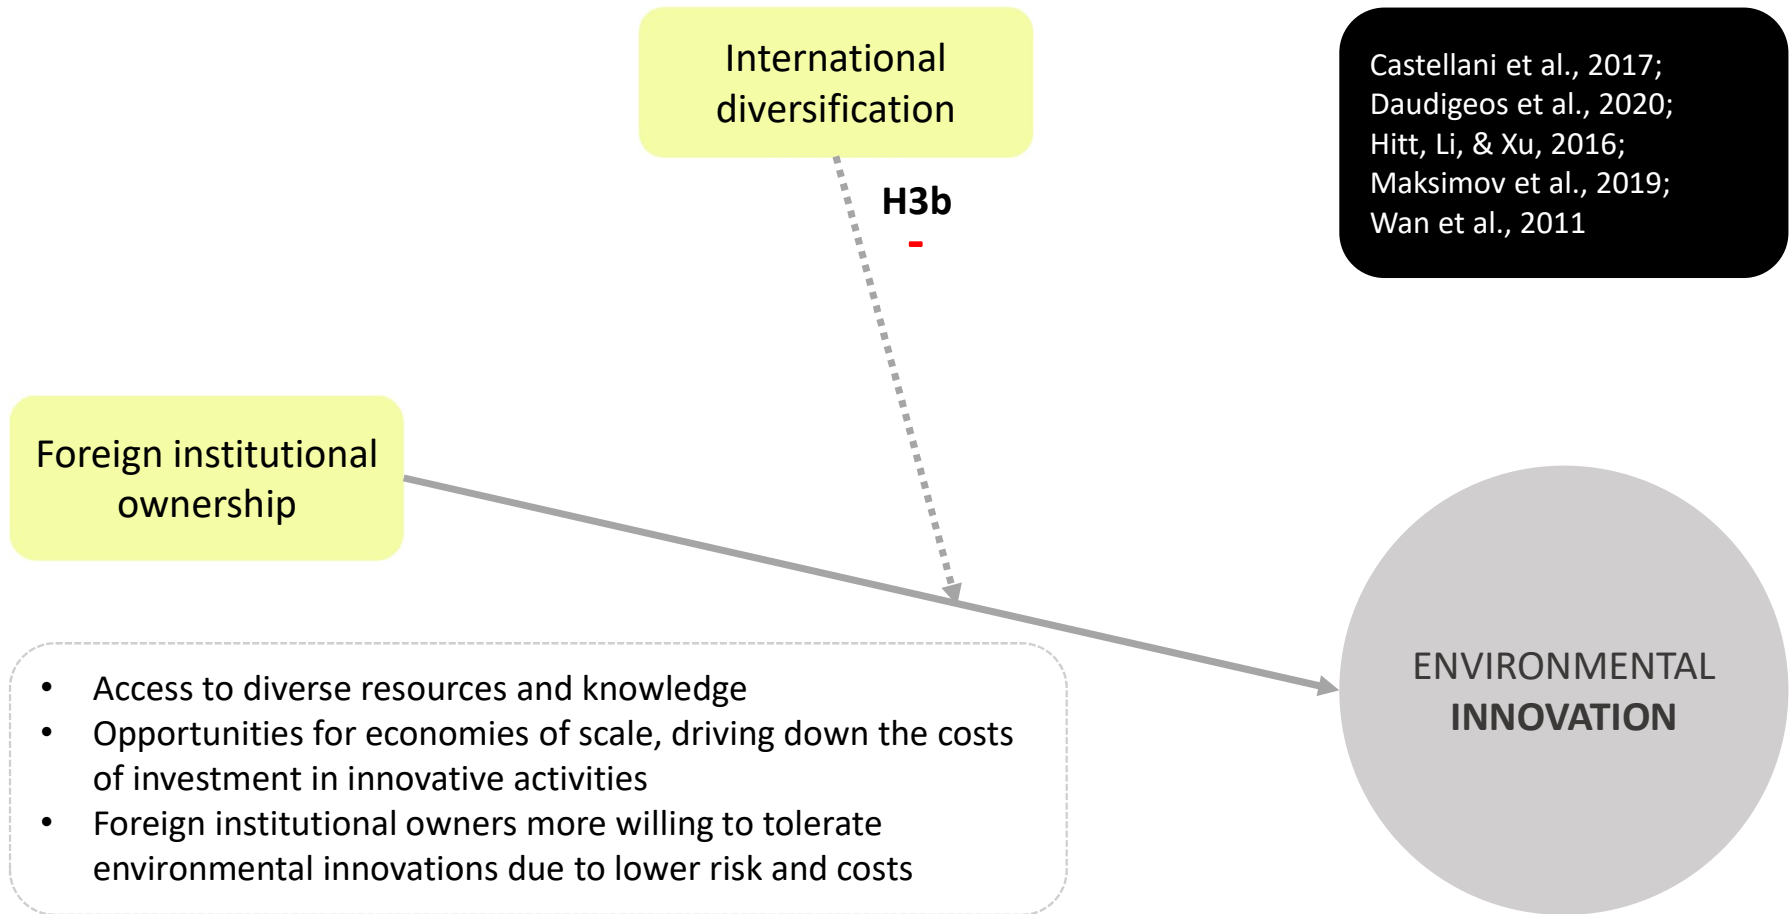 International
diversification
Castellani et al., 2017;
Daudigeos et al., 2020;
Hitt, Li, & Xu, 2016;
Maksimov et al., 2019;
Wan et al., 2011
H3b
-
Foreign institutional
ownership
ENVIRONMENTAL
INNOVATION
• Access to diverse resources and knowledge
• Opportunities for economies of scale, driving down the costs
of investment in innovative activities
• Foreign institutional owners more willing to tolerate
environmental innovations due to lower risk and costs